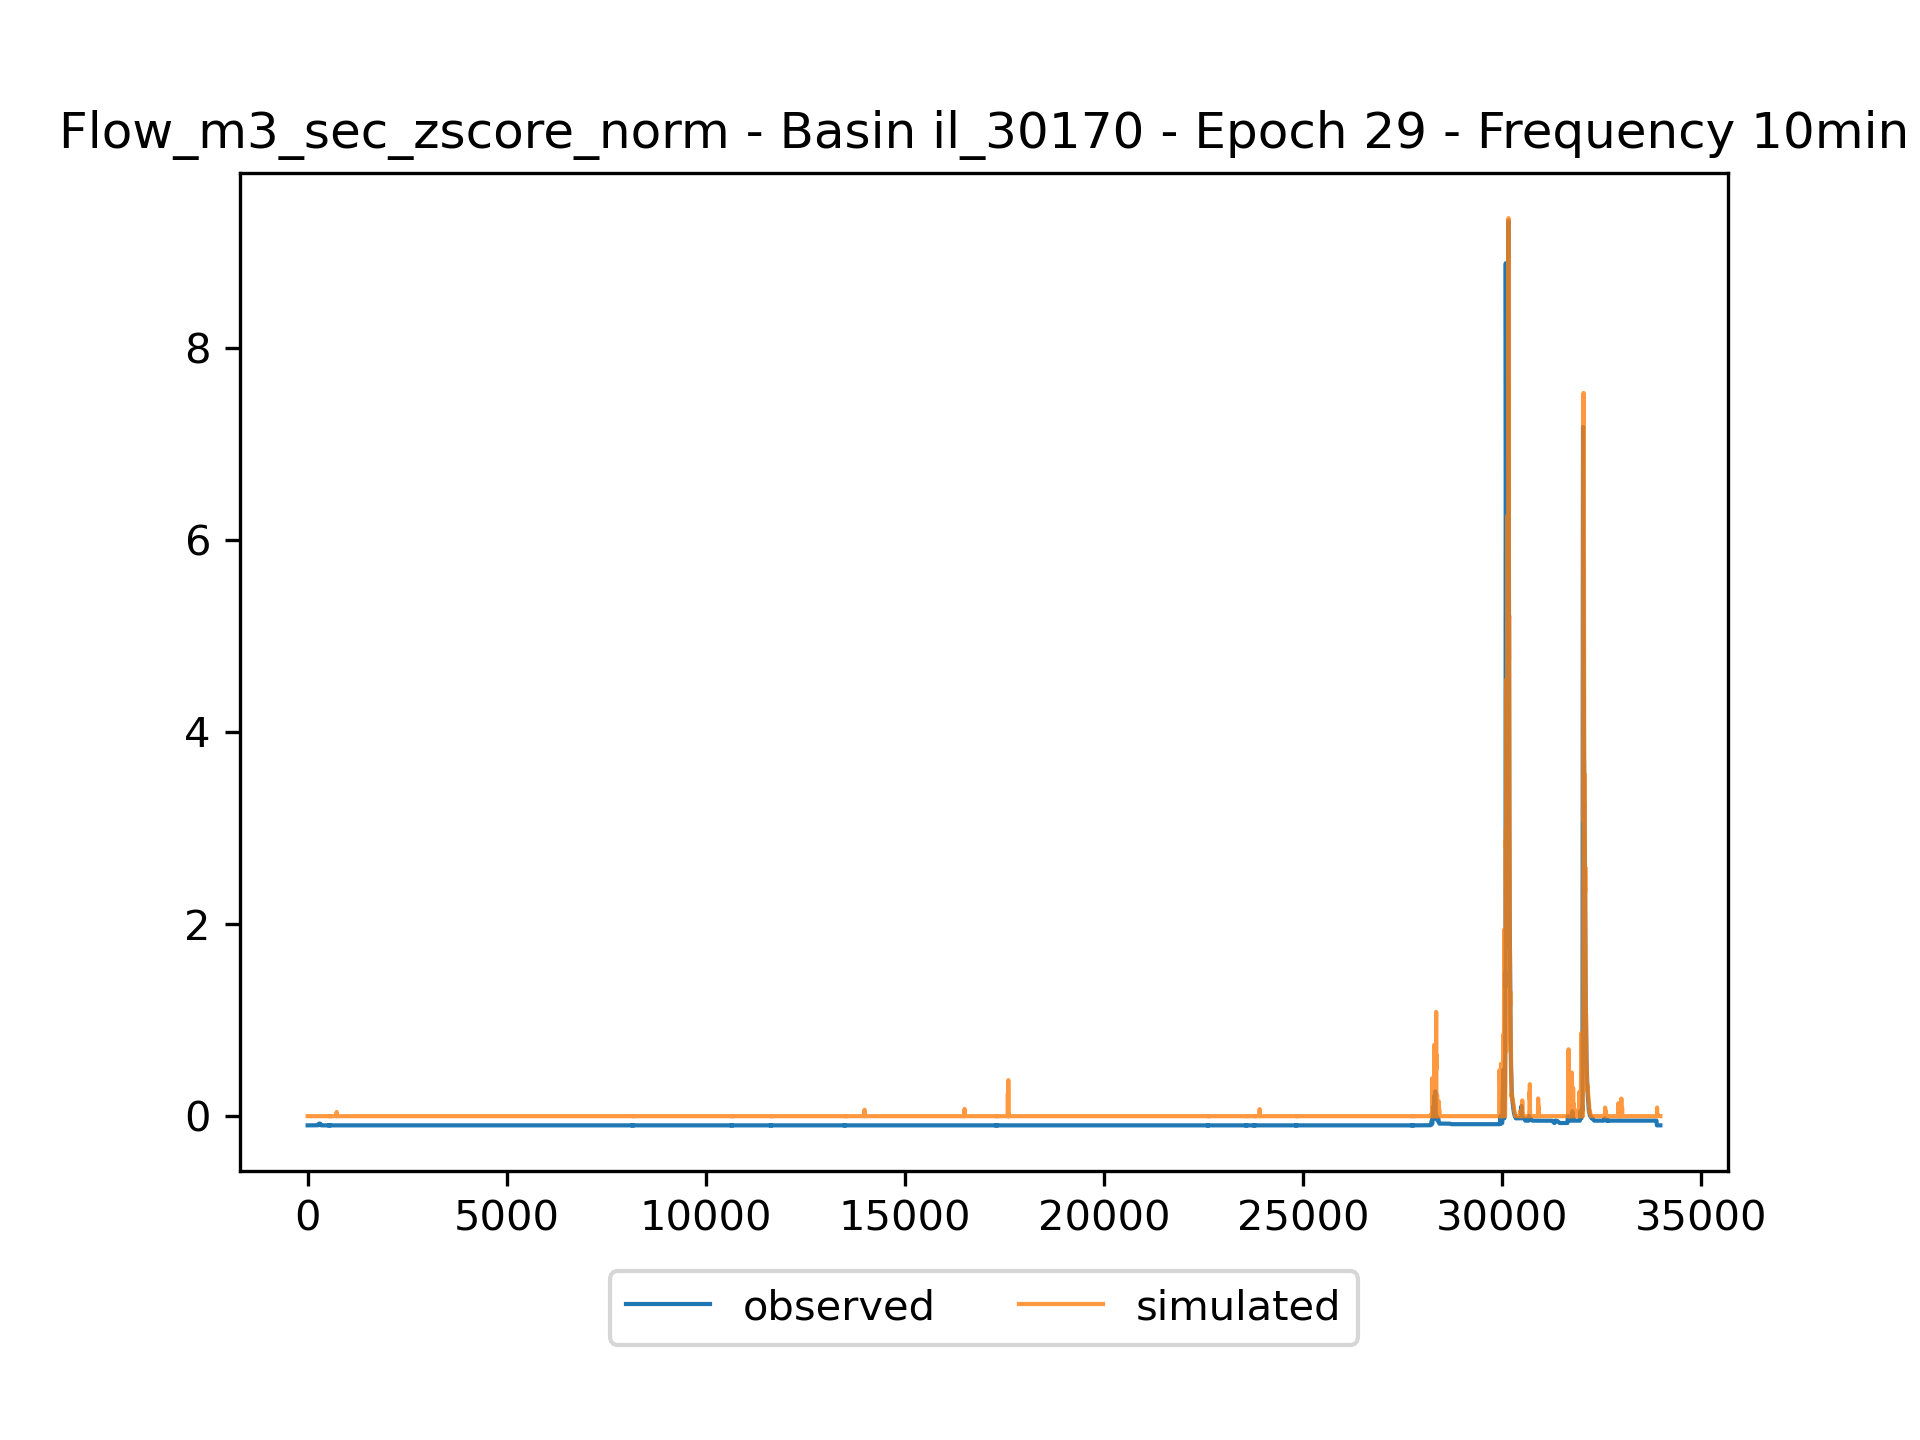 Flow_m3_sec_zscore_norm - Basin il_30170 - Epoch 29 - Frequency 10min
8
6
4
2
0
0 5000 10000 15000 20000 25000 30000 35000
observed simulated